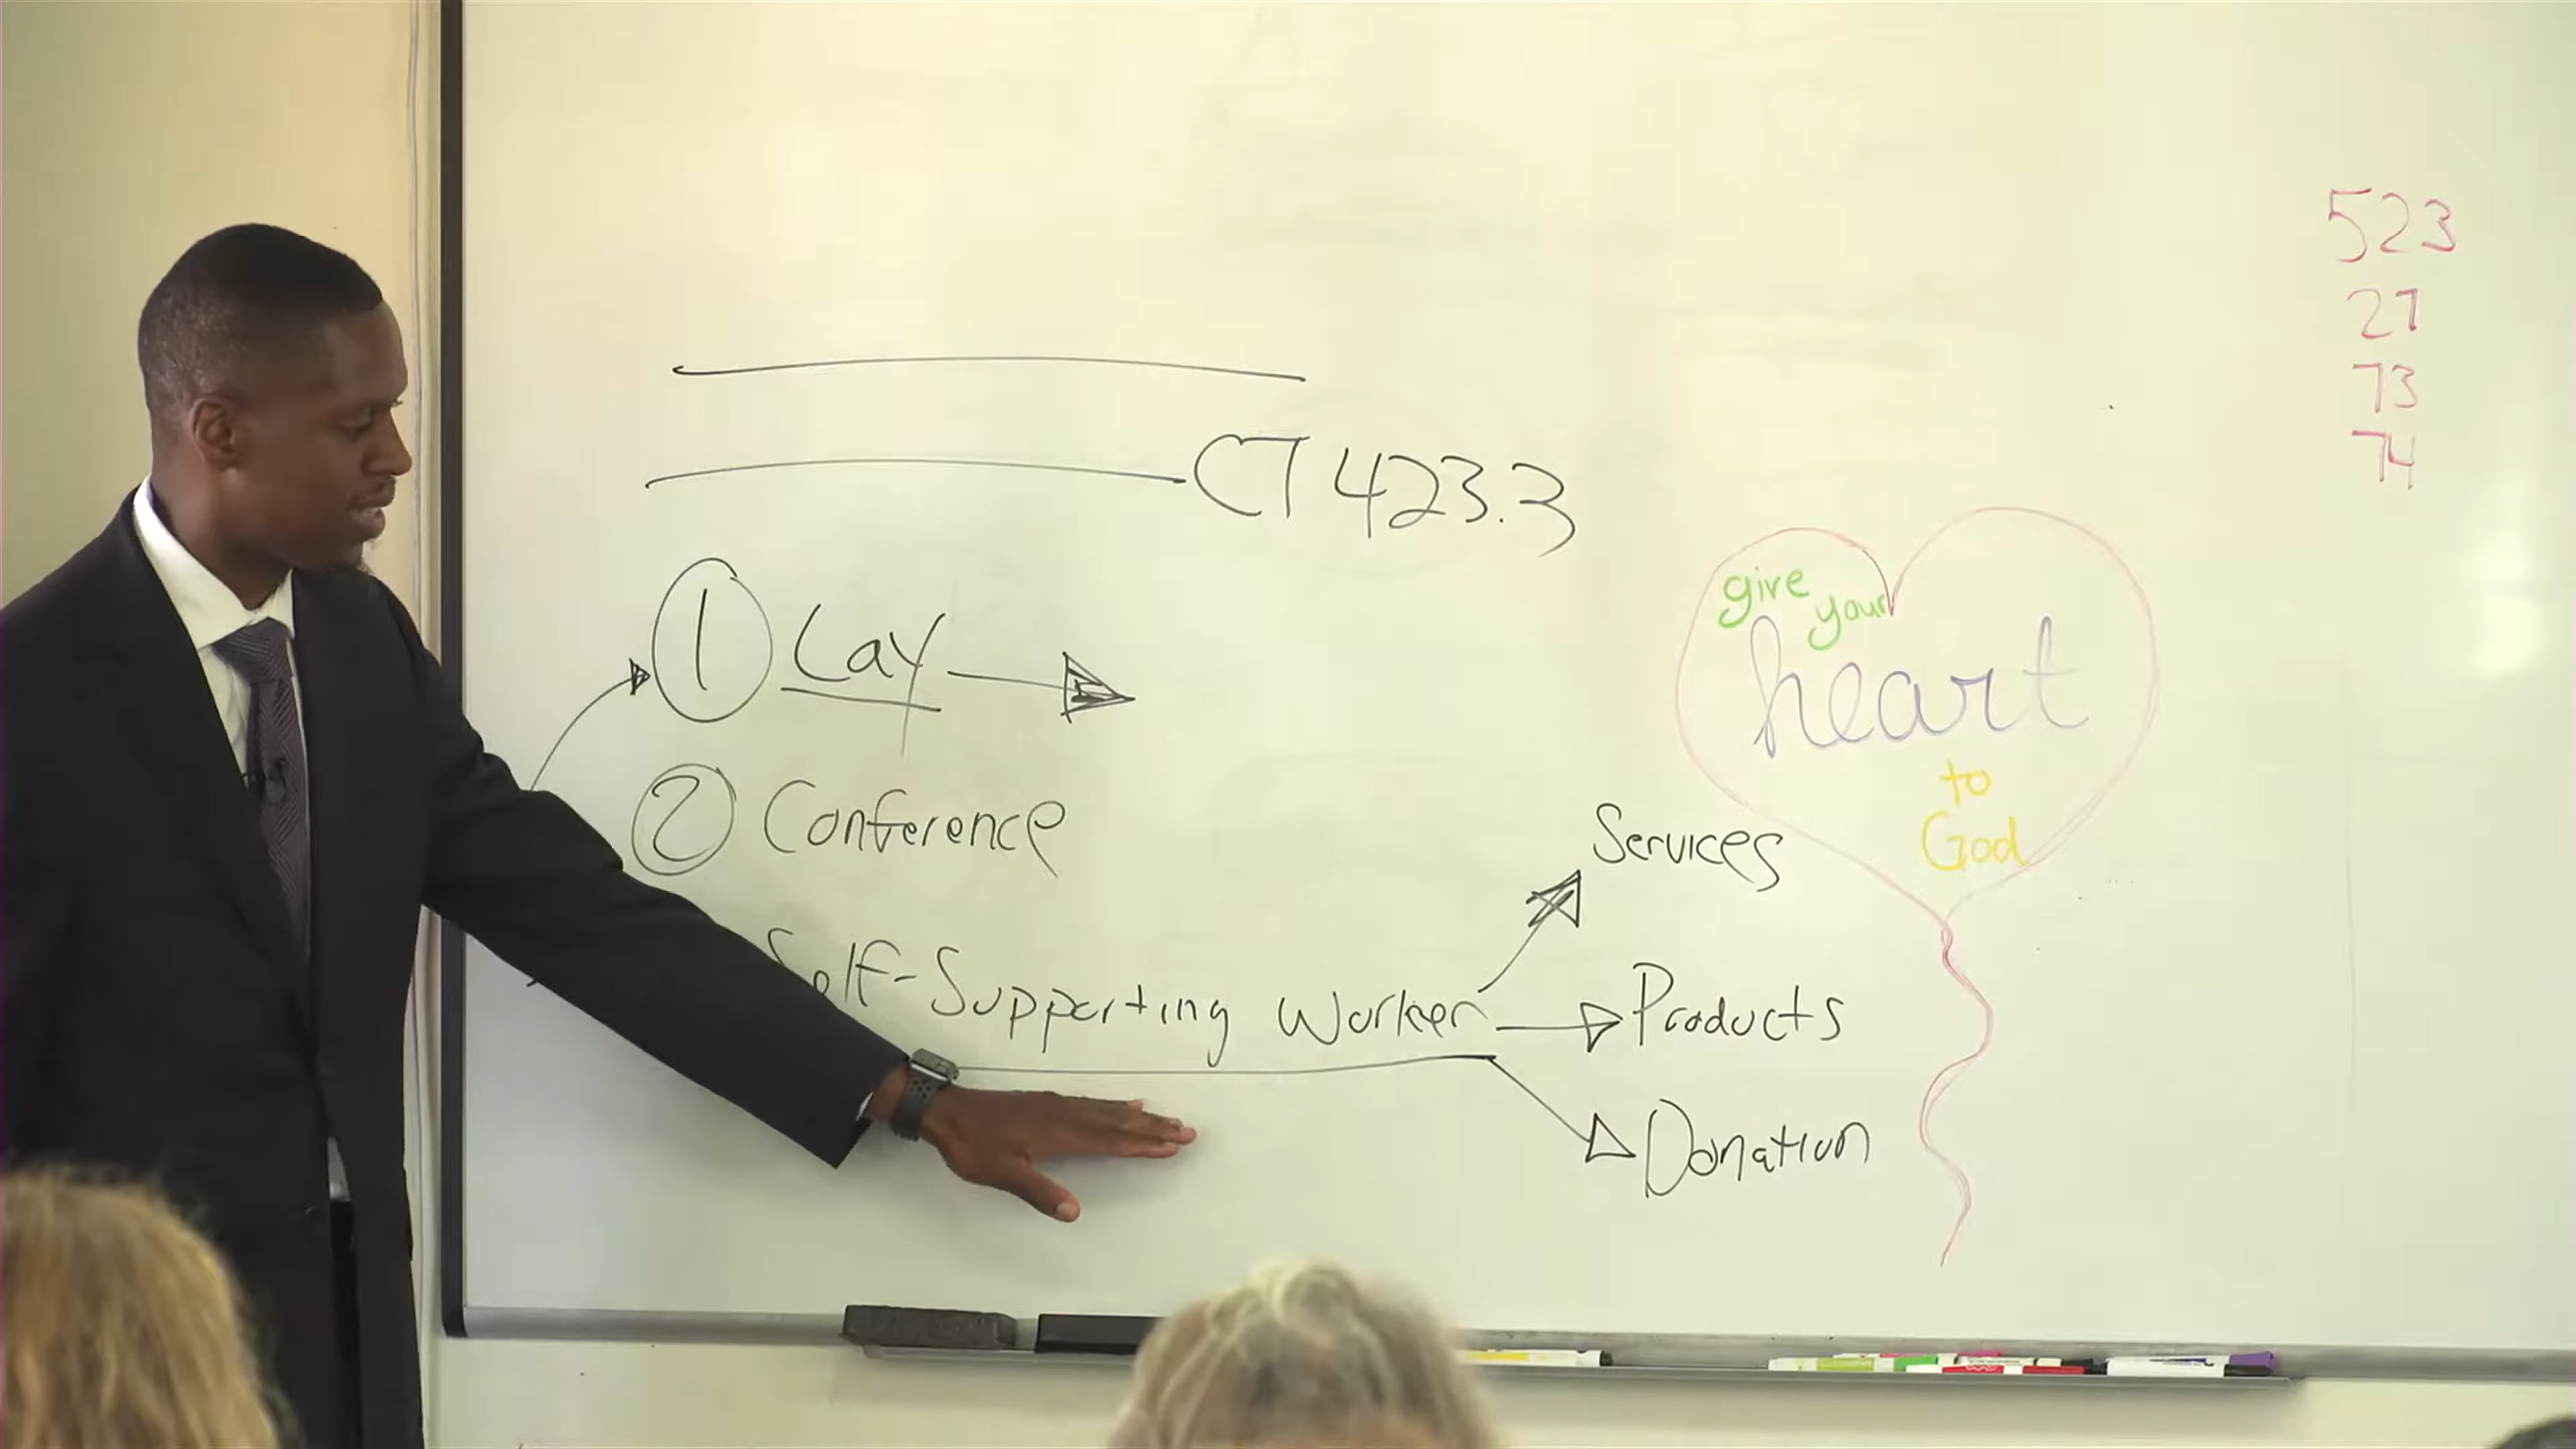 CT 423.3
1 Lay
2 Conference
Self-Supporting Worker
Services
Products
Donation
give your
heart
to
God
523
27
73
74